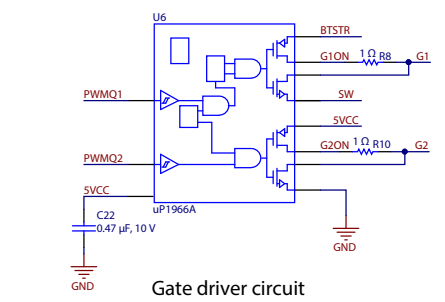 U6
BTSTR
G1ON
1 Ω
R8
G1
PWMQ1
SW
5VCC
PWMQ2
G2ON
1 Ω
R10
G2
5VCC
uP1966A
C22
0.47 µF, 10 V
GND
GND
Gate driver circuit